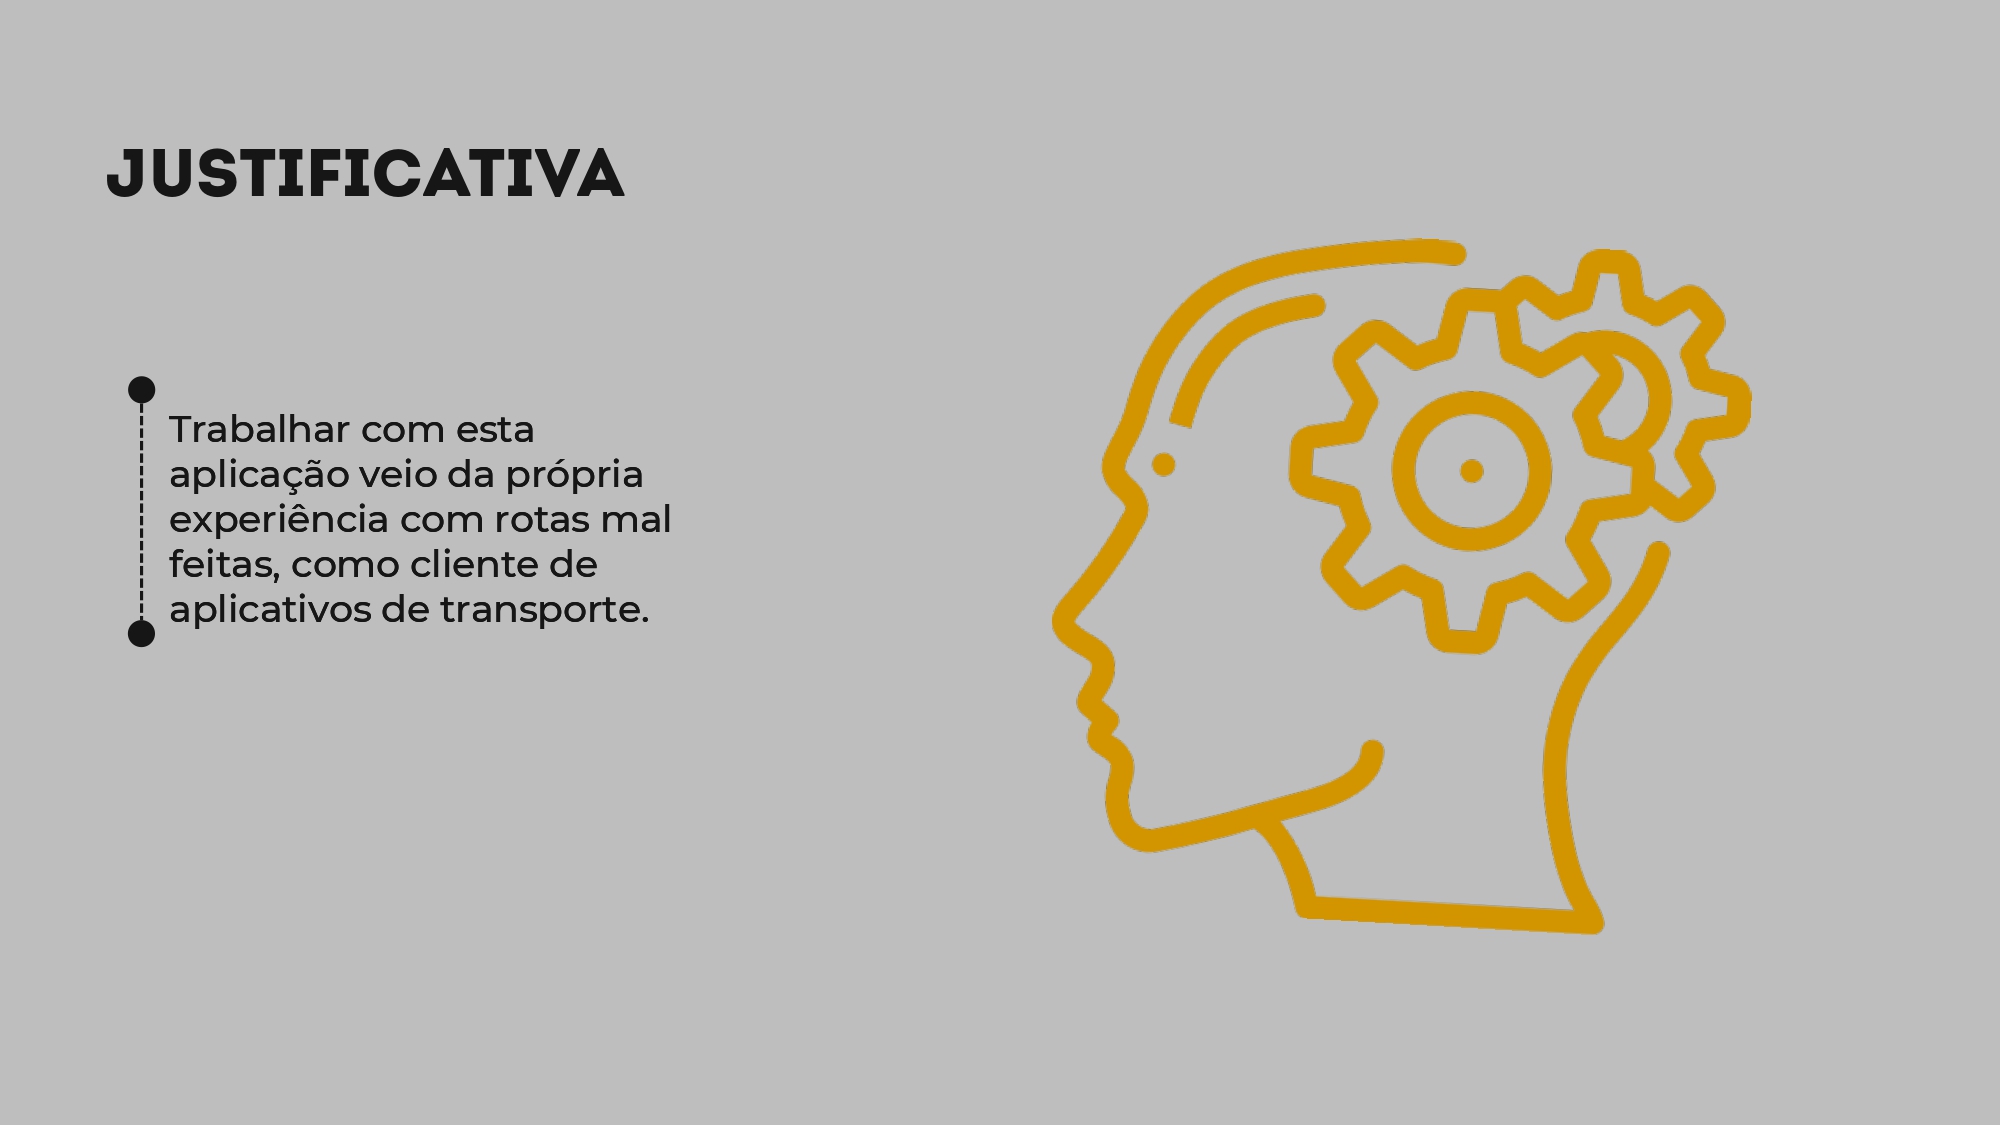 JUSTIFICATIVA
Trabalhar com esta
aplicação veio da própria
experiência com rotas mal
feitas, como cliente de
aplicativos de transporte.